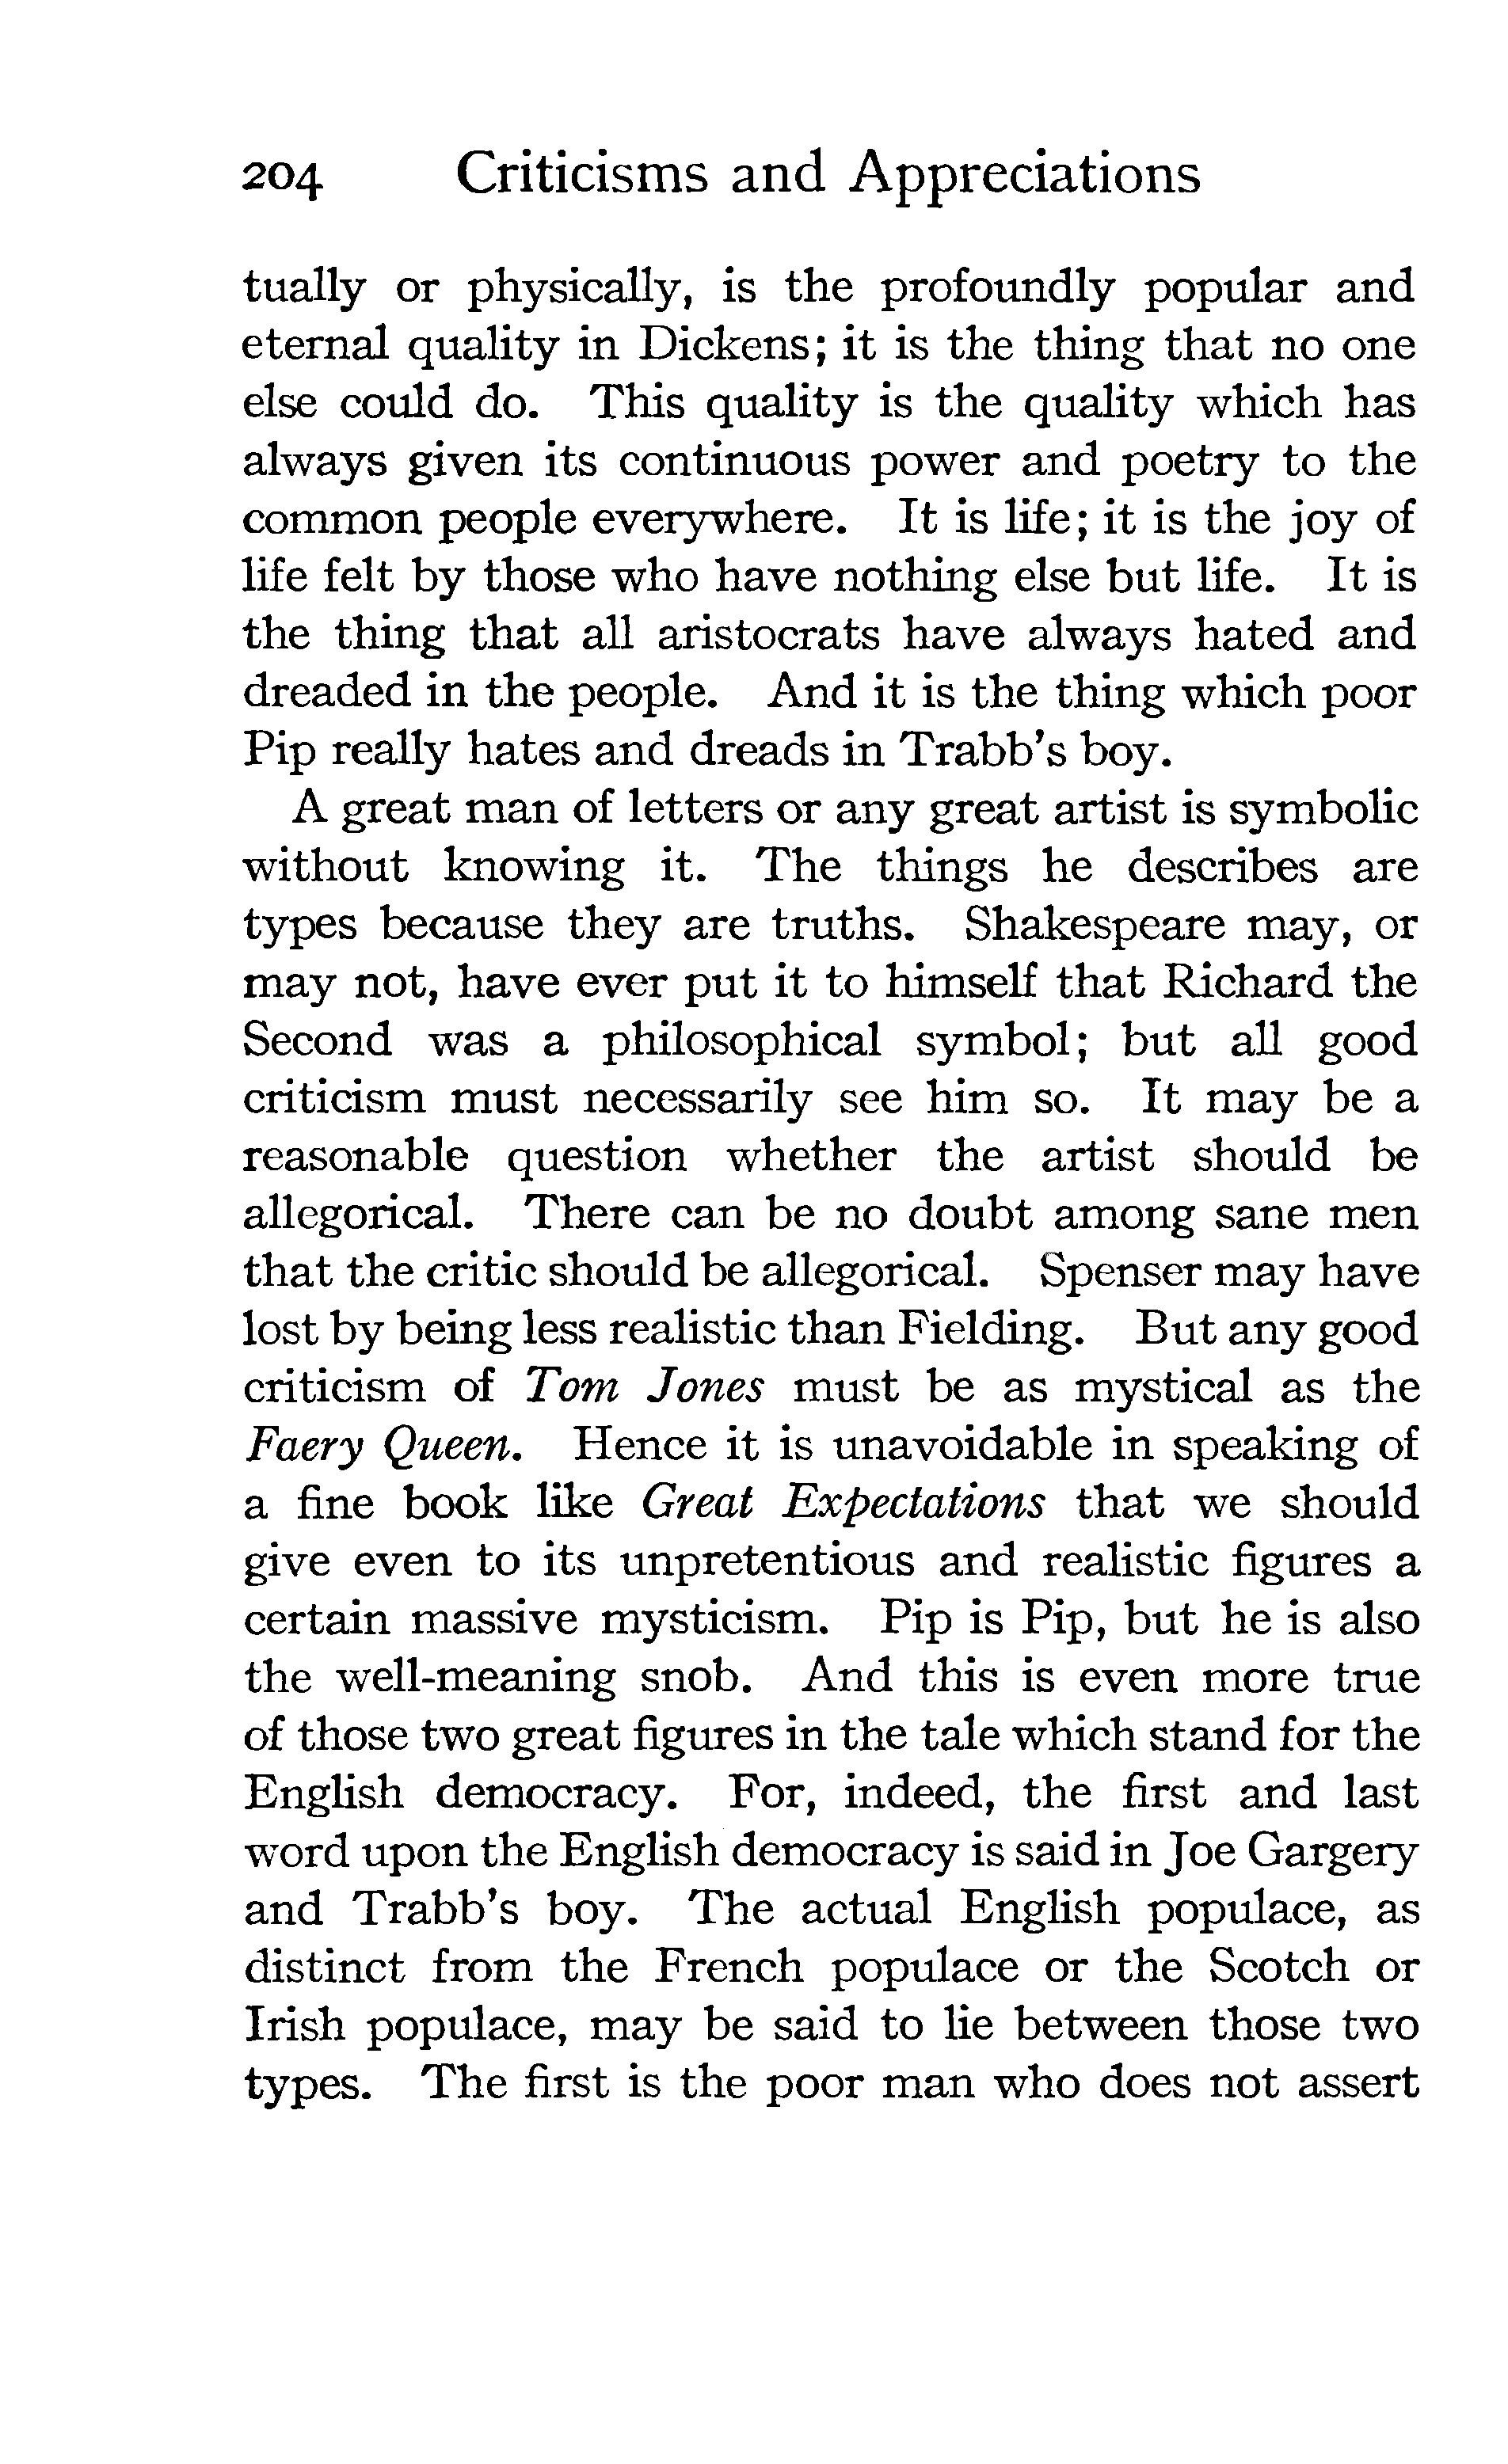 204 Criticisms and Appreciations
tually or physically, is the profoundly popular and
eternal quality in Dickens; it is the thing that no one
else could do. This quality is the quality which has
always given its continuous power and poetry to the
common people everywhere. It is life; it is the joy of
life felt by those who have nothing else but life. It is
the thing that all aristocrats have always hated and
dreaded in the people. And it is the thing which poor
Pip really hates and dreads in Trabb's boy.
A great man of letters or any great artist is symbolic
without knowing it. The things he describes are
types because they are truths. Shakespeare may, or
may not, have ever put it to himself that Richard the
Second was a philosophical symbol; but all good
criticism must necessarily see him so. It may be a
reasonable question whether the artist should be
allegorical. There can be no doubt among sane men
that the critic should be allegorical. Spenser may have
lost by being less realistic than Fielding. But any good
criticism of Tom Jones must be as mystical as the
Faery Queen. Hence it is unavoidable in speaking of
a fine book like Great Expectations that we should
give even to its unpretentious and realistic figures a
certain massive mysticism. Pip is Pip, but he is also
the well-meaning snob. And this is even more true
of those two great figures in the tale which stand for the
English democracy. For, indeed, the first and last
word upon the English democracy is said in Joe Gargery
and Trabb's boy. The actual English populace, as
distinct from the French populace or the Scotch or
Irish populace, may be said to lie between those two
types. The first is the poor man who does not assert